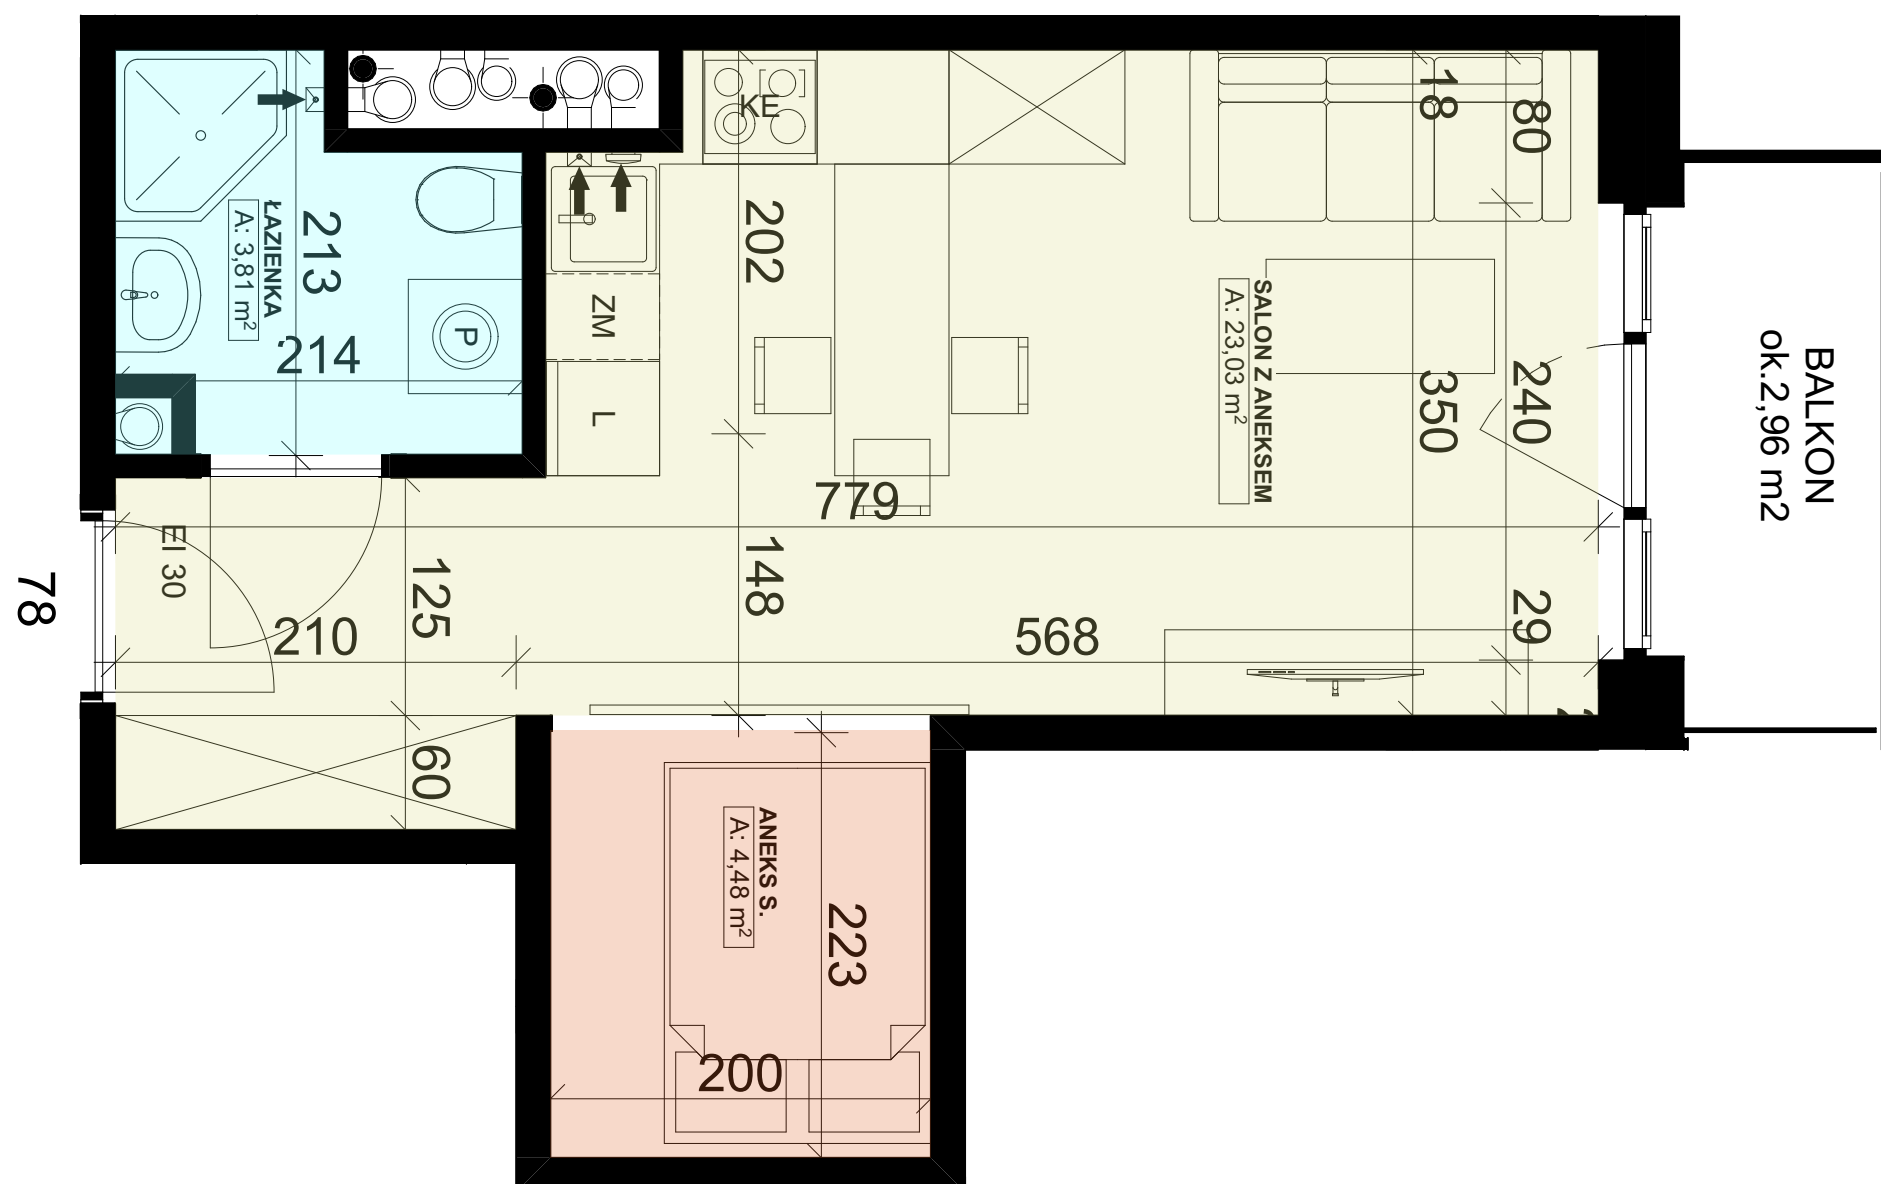 KE
18
80
ŁAZIENKA
A: 3,81 m²
213
214
P
202
ZM
L
SALON Z ANEKSEM
A: 23,03 m²
350
240
BALKON
ok.2,96 m2
779
EI 30
78
125
210
148
568
29
60
ANEKS S.
A: 4,48 m²
223
200